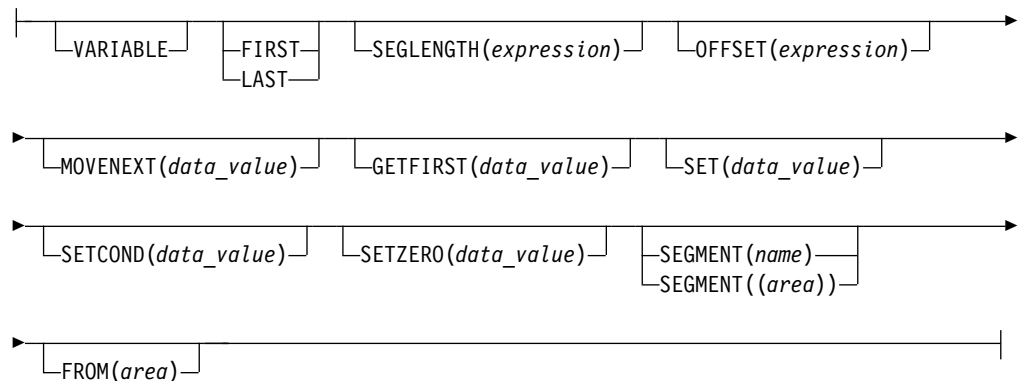 VARIABLE FIRST SEGLENGTH(expression) OFFSET(expression)
LAST
MOVENEXT(data_value) GETFIRST(data_value) SET(data_value)
SETCOND(data_value) SETZERO(data_value) SEGMENT(name)
SEGMENT((area))
FROM(area)